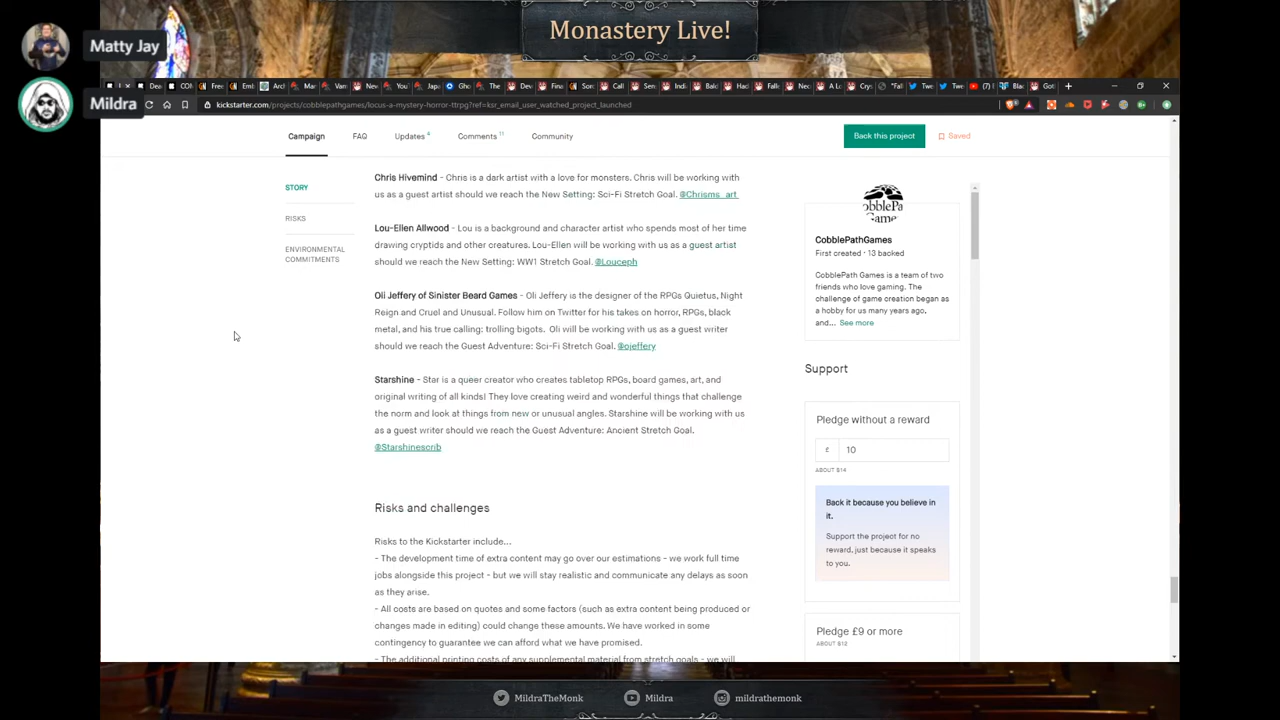 Monastery Live!
Matty Jay
Mildra
kickstarter.com/projects/cobblepathgames/locus-a-mystery-horror-ttrpg?ref=ksr_email_user_watched_project_launched
Campaign FAQ Updates 4 Comments 11 Community
Back this project
Saved
STORY
RISKS
ENVIRONMENTAL
COMMITMENTS
Chris Hivemind - Chris is a dark artist with a love for monsters. Chris will be working with
us as a guest artist should we reach the New Setting: Sci-Fi Stretch Goal. @Chrisms_art
Lou-Ellen Allwood - Lou is a background and character artist who spends most of her time
drawing cryptids and other creatures. Lou-Ellen will be working with us as a guest artist
should we reach the New Setting: WW1 Stretch Goal. @Louceph
Oli Jeffery of Sinister Beard Games - Oli Jeffery is the designer of the RPGs Quietus, Night
Reign and Cruel and Unusual. Follow him on Twitter for his takes on horror, RPGs, black
metal, and his true calling: trolling bigots. Oli will be working with us as a guest writer
should we reach the Guest Adventure: Sci-Fi Stretch Goal. @ojeffery
Starshine - Star is a queer creator who creates tabletop RPGs, board games, art, and
original writing of all kinds! They love creating weird and wonderful things that challenge
the norm and look at things from new or unusual angles. Starshine will be working with us
as a guest writer should we reach the Guest Adventure: Ancient Stretch Goal.
@Starshinescrib
Risks and challenges
Risks to the Kickstarter include...
- The development time of extra content may go over our estimations - we work full time
jobs alongside this project - but we will stay realistic and communicate any delays as soon
as they arise.
- All costs are based on quotes and some factors (such as extra content being produced or
changes made in editing) could change these amounts. We have worked in some
contingency to guarantee we can afford what we have promised.
- The additional printing costs of any supplemental material from stretch goals - we will
CobblePathGames
First created · 13 backed
CobblePath Games is a team of two
friends who love gaming. The
challenge of game creation began as
a hobby for us many years ago,
and... See more
Support
Pledge without a reward
£ 10
ABOUT $14
Back it because you believe in
it.
Support the project for no
reward, just because it speaks
to you.
Pledge £9 or more
ABOUT $12
MildraTheMonk Mildra mildrathemonk